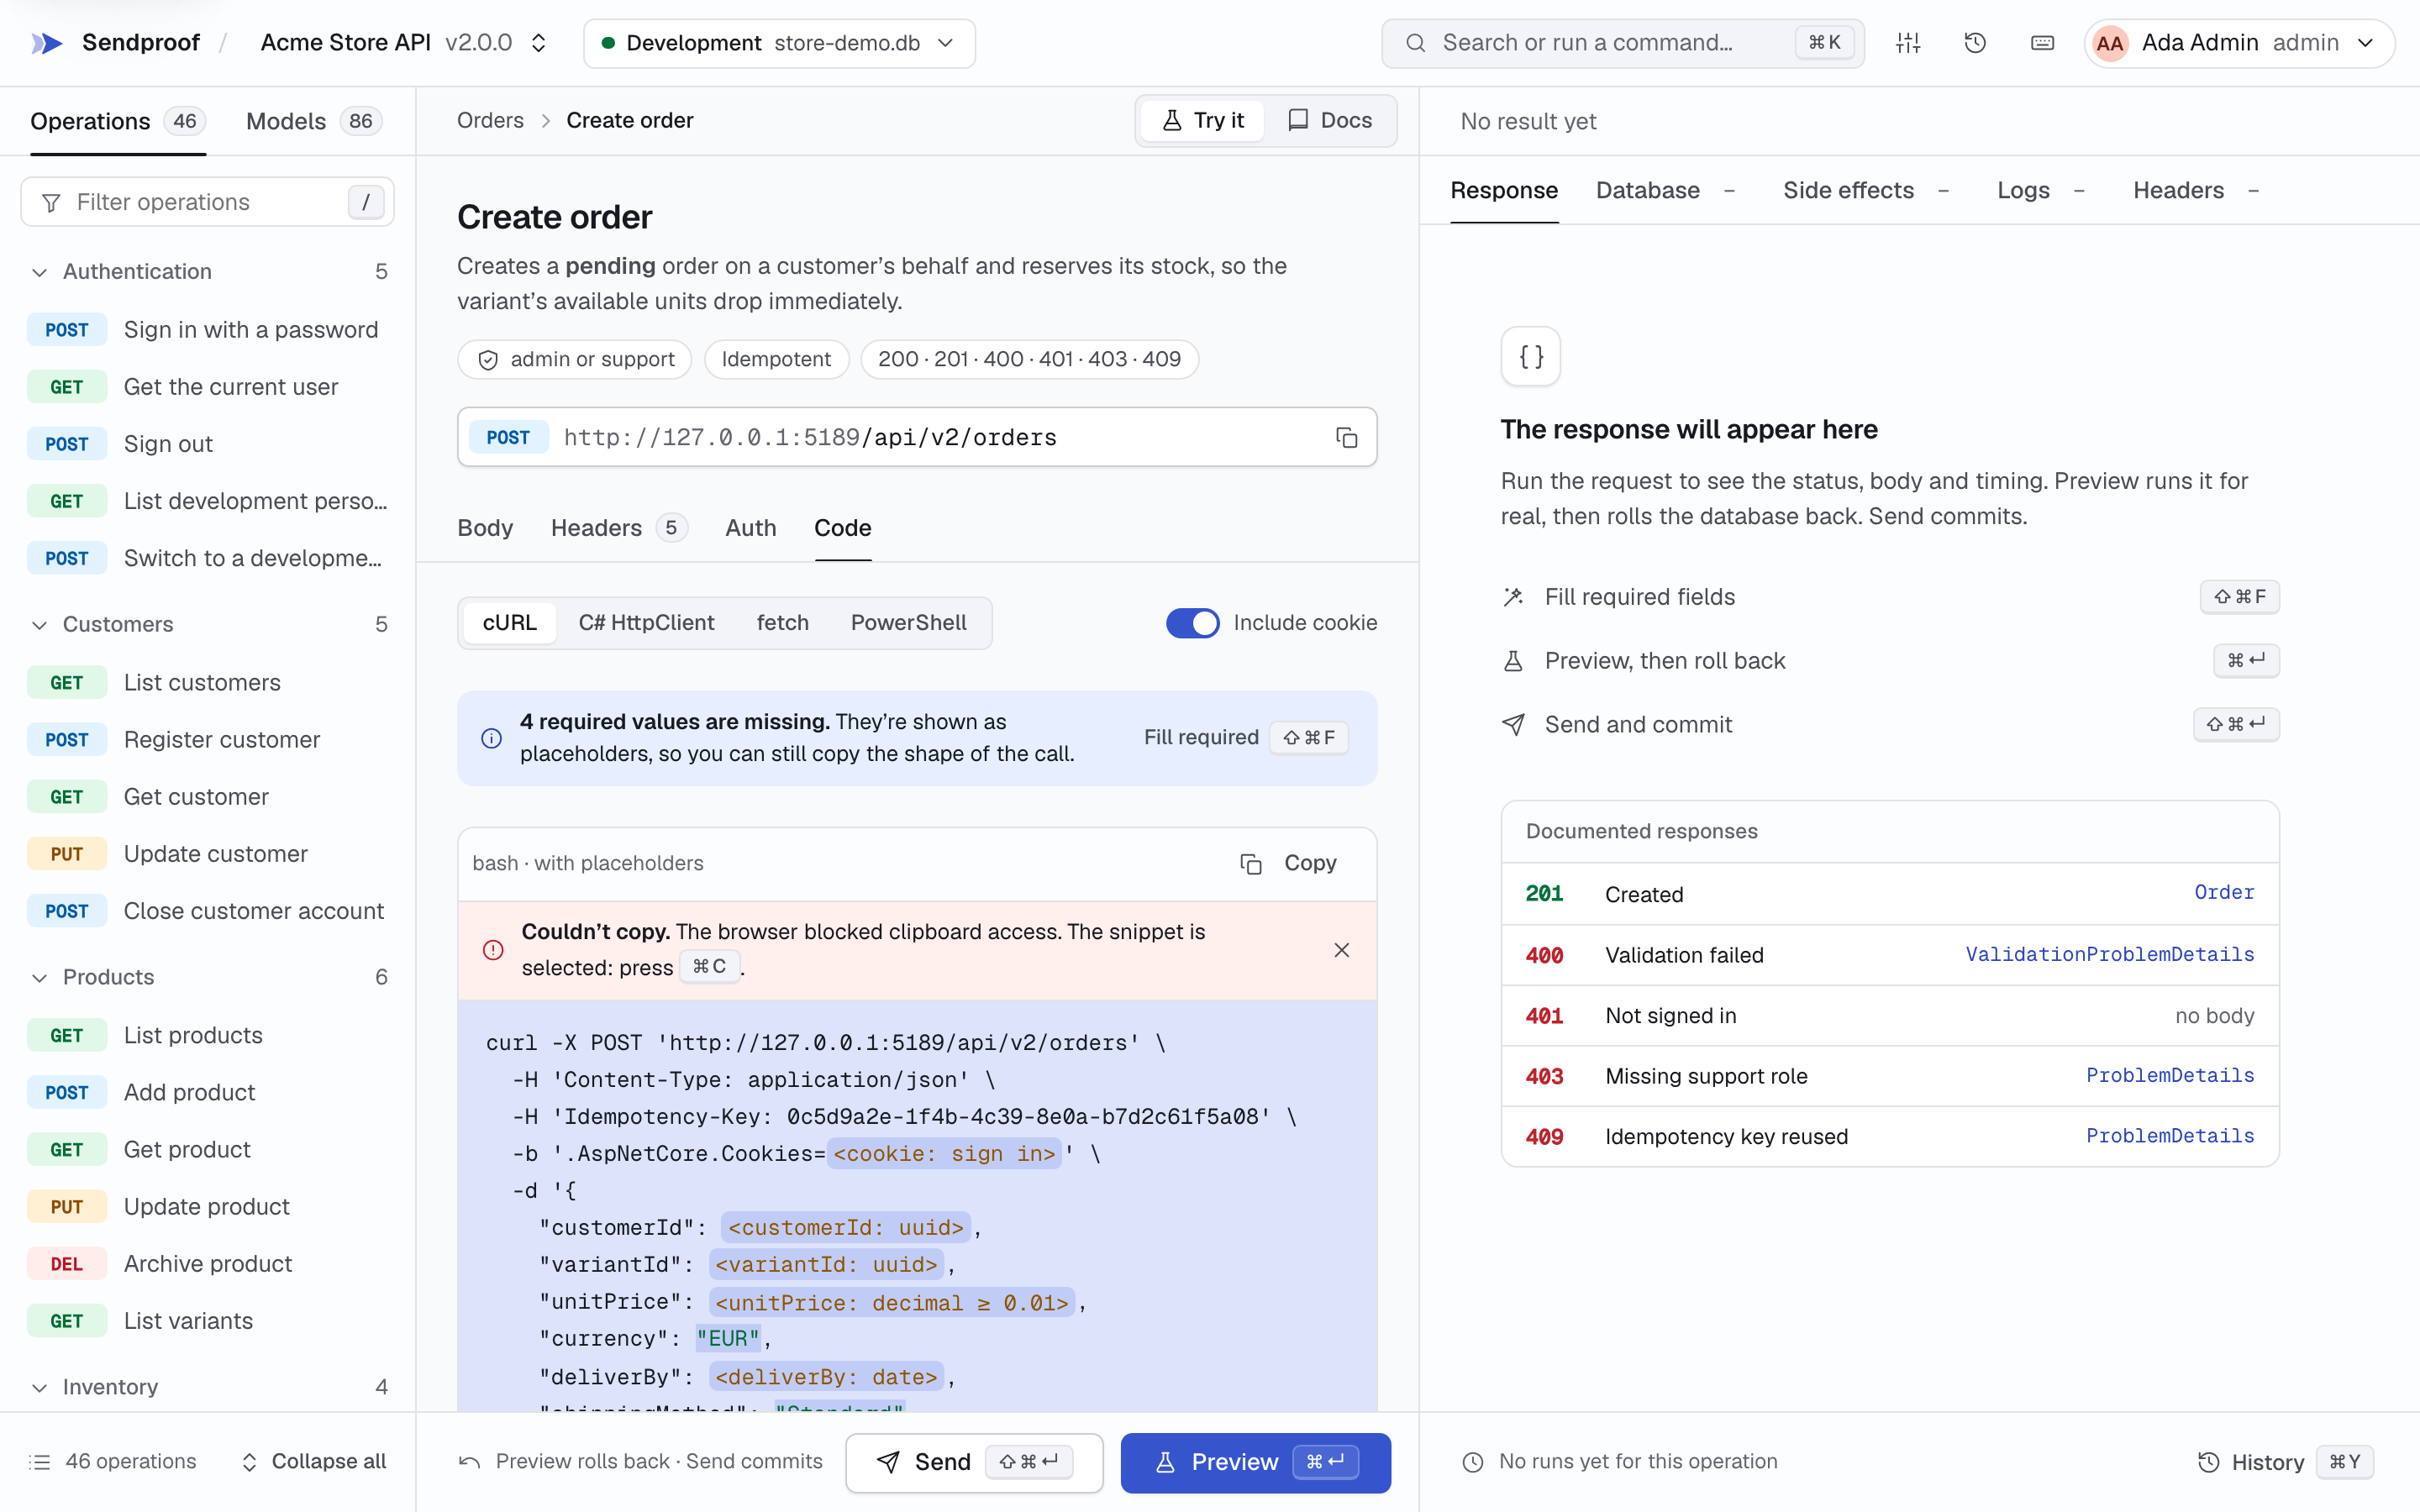 Sendproof / Acme Store API v2.0.0
Development store-demo.db
Search or run a command… ⌘K
AA Ada Admin admin
Operations 46 Models 86
Filter operations /
Authentication 5
POST Sign in with a password
GET Get the current user
POST Sign out
GET List development perso…
POST Switch to a developme…
Customers 5
GET List customers
POST Register customer
GET Get customer
PUT Update customer
POST Close customer account
Products 6
GET List products
POST Add product
GET Get product
PUT Update product
DEL Archive product
GET List variants
Inventory 4
46 operations Collapse all
Orders > Create order
Try it Docs
Create order
Creates a pending order on a customer’s behalf and reserves its stock, so the
variant’s available units drop immediately.
admin or support Idempotent 200 · 201 · 400 · 401 · 403 · 409
POST http://127.0.0.1:5189/api/v2/orders
Body Headers 5 Auth Code
cURL C# HttpClient fetch PowerShell Include cookie
4 required values are missing. They’re shown as
placeholders, so you can still copy the shape of the call.
Fill required ⇧⌘F
bash · with placeholders Copy
Couldn’t copy. The browser blocked clipboard access. The snippet is
selected: press ⌘C.
curl -X POST 'http://127.0.0.1:5189/api/v2/orders' \
-H 'Content-Type: application/json' \
-H 'Idempotency-Key: 0c5d9a2e-1f4b-4c39-8e0a-b7d2c61f5a08' \
-b '.AspNetCore.Cookies=<cookie: sign in>' \
-d '{
"customerId": <customerId: uuid>,
"variantId": <variantId: uuid>,
"unitPrice": <unitPrice: decimal ≥ 0.01>,
"currency": "EUR",
"deliverBy": <deliverBy: date>,
"shippingMethod": "Standard"
Preview rolls back · Send commits
Send ⇧⌘↵
Preview ⌘↵
No result yet
Response Database – Side effects – Logs – Headers –
{ }
The response will appear here
Run the request to see the status, body and timing. Preview runs it for
real, then rolls the database back. Send commits.
Fill required fields ⇧⌘F
Preview, then roll back ⌘↵
Send and commit ⇧⌘↵
Documented responses
201 Created Order
400 Validation failed ValidationProblemDetails
401 Not signed in no body
403 Missing support role ProblemDetails
409 Idempotency key reused ProblemDetails
No runs yet for this operation
History ⌘Y